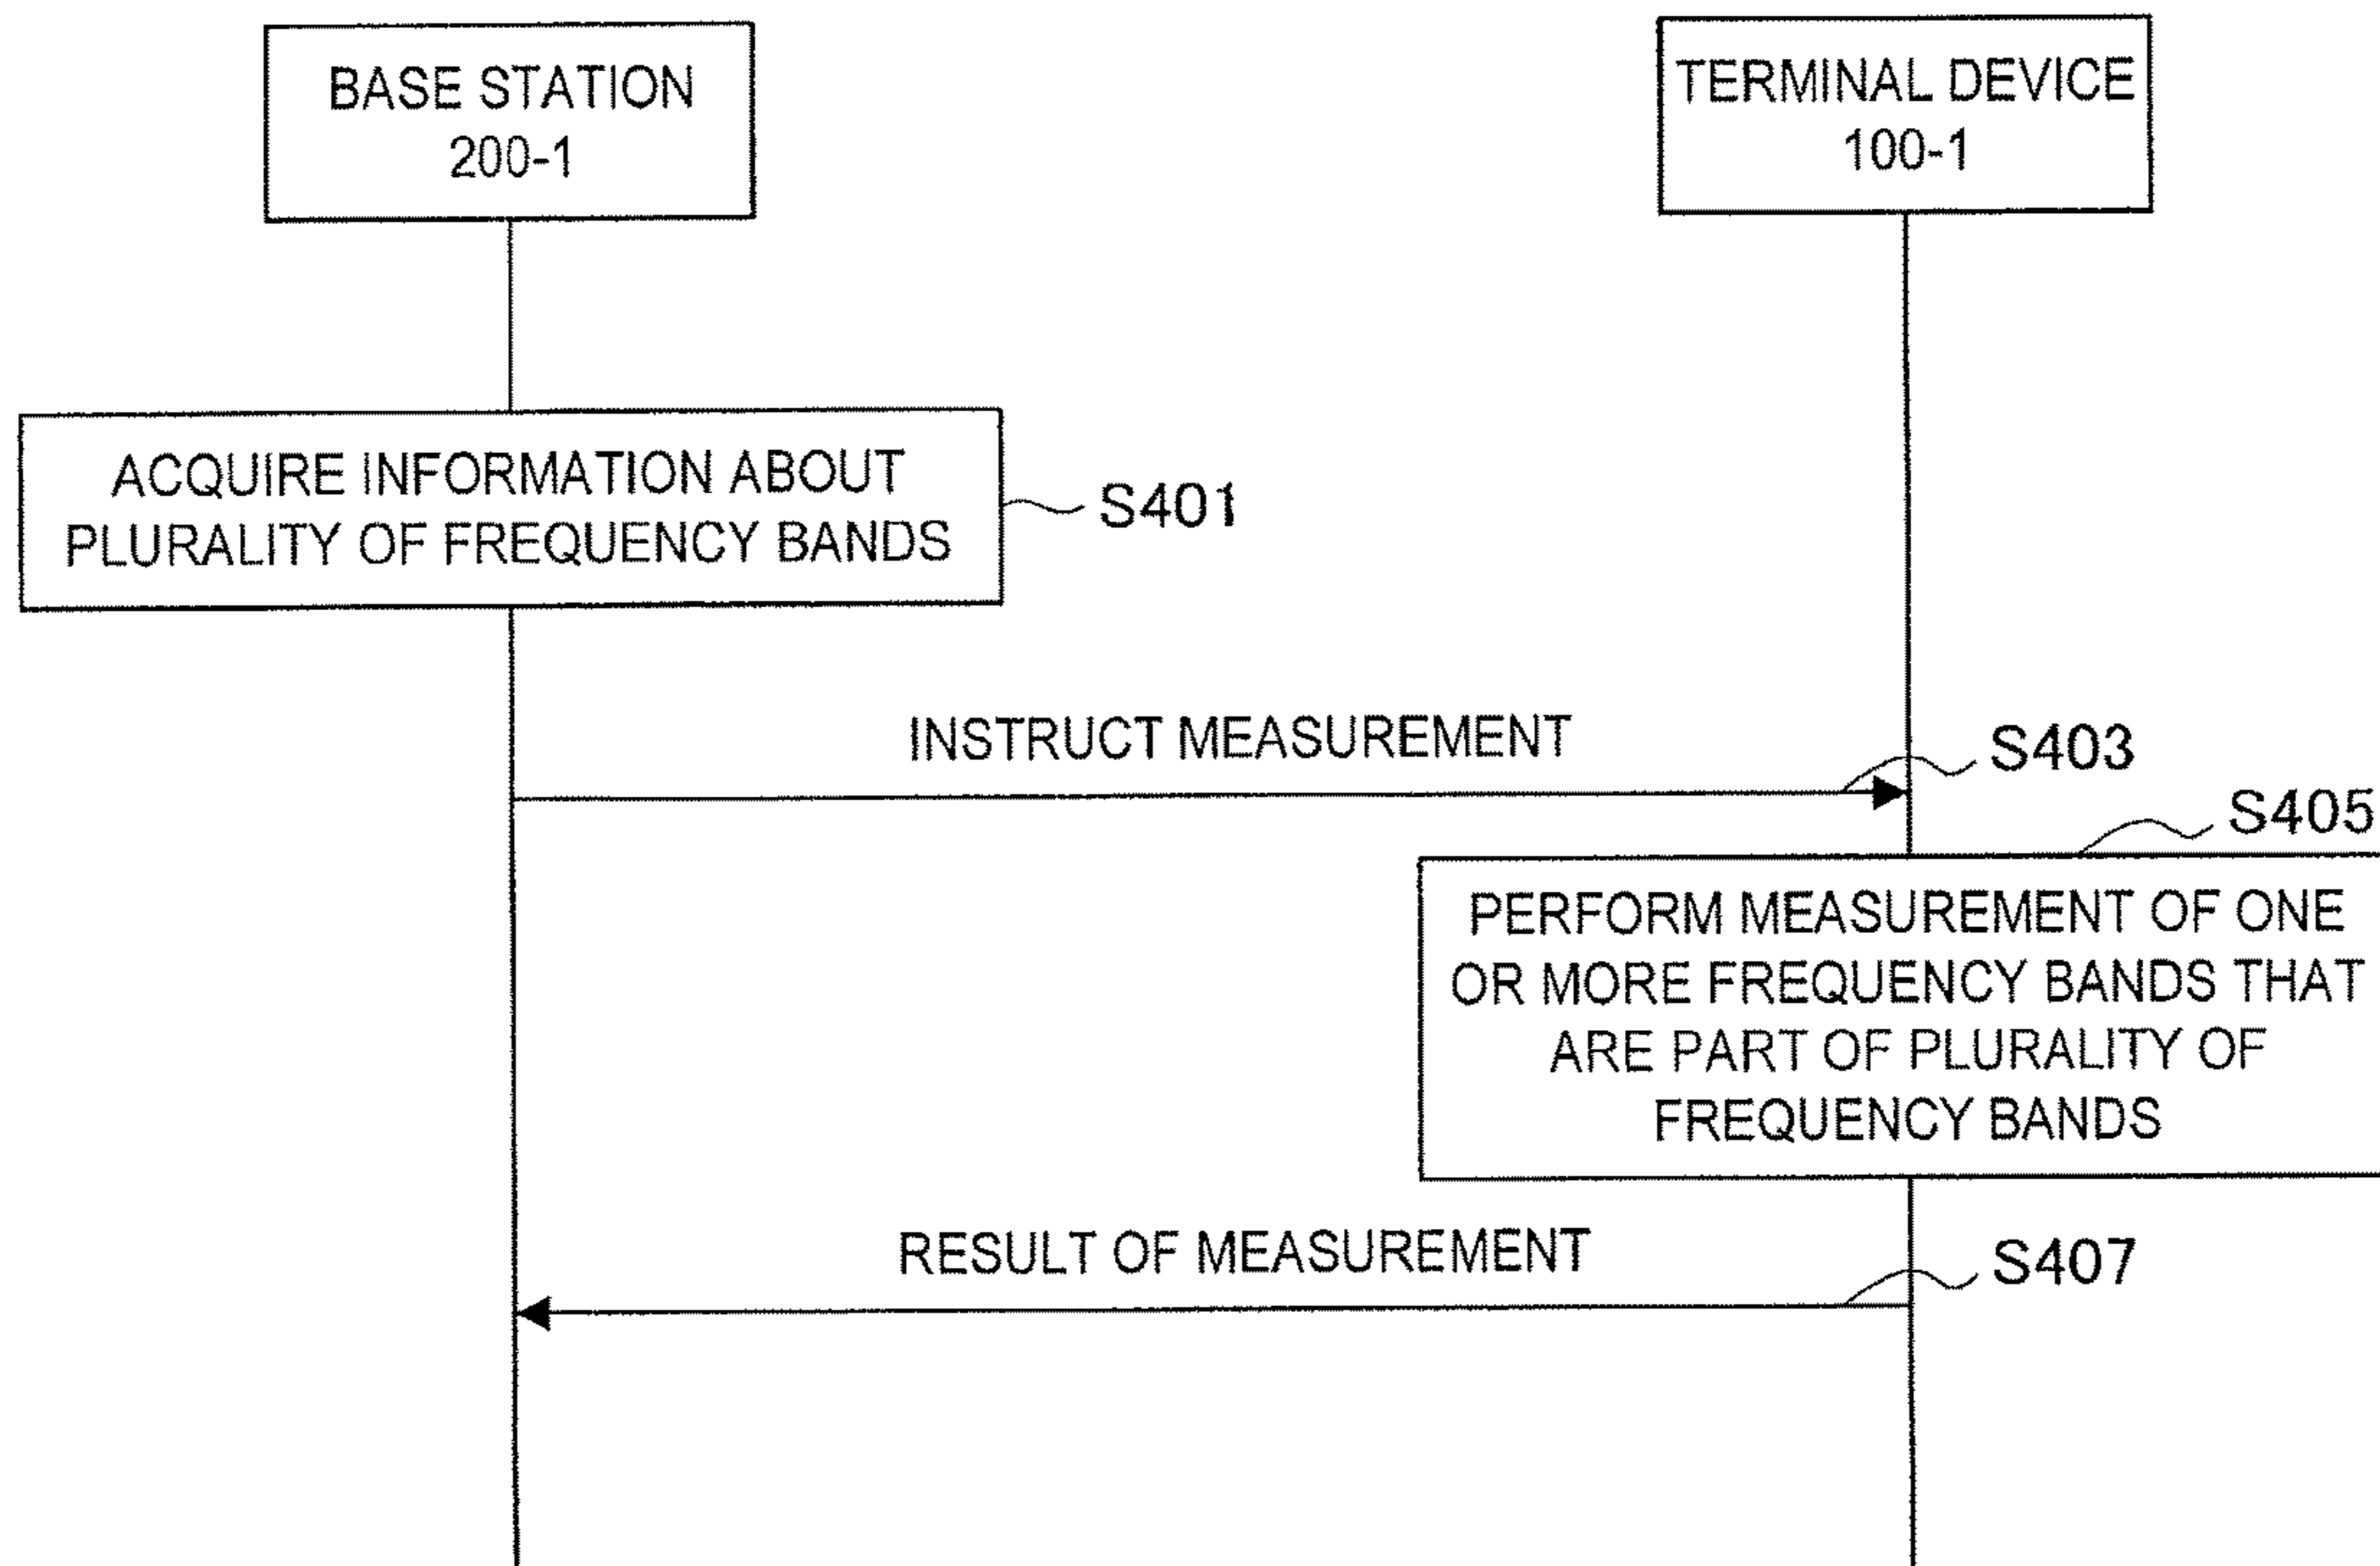 BASE STATION
200-1
TERMINAL DEVICE
100-1
ACQUIRE INFORMATION ABOUT
PLURALITY OF FREQUENCY BANDS
S401
INSTRUCT MEASUREMENT
S403
S405
PERFORM MEASUREMENT OF ONE
OR MORE FREQUENCY BANDS THAT
ARE PART OF PLURALITY OF
FREQUENCY BANDS
RESULT OF MEASUREMENT
S407